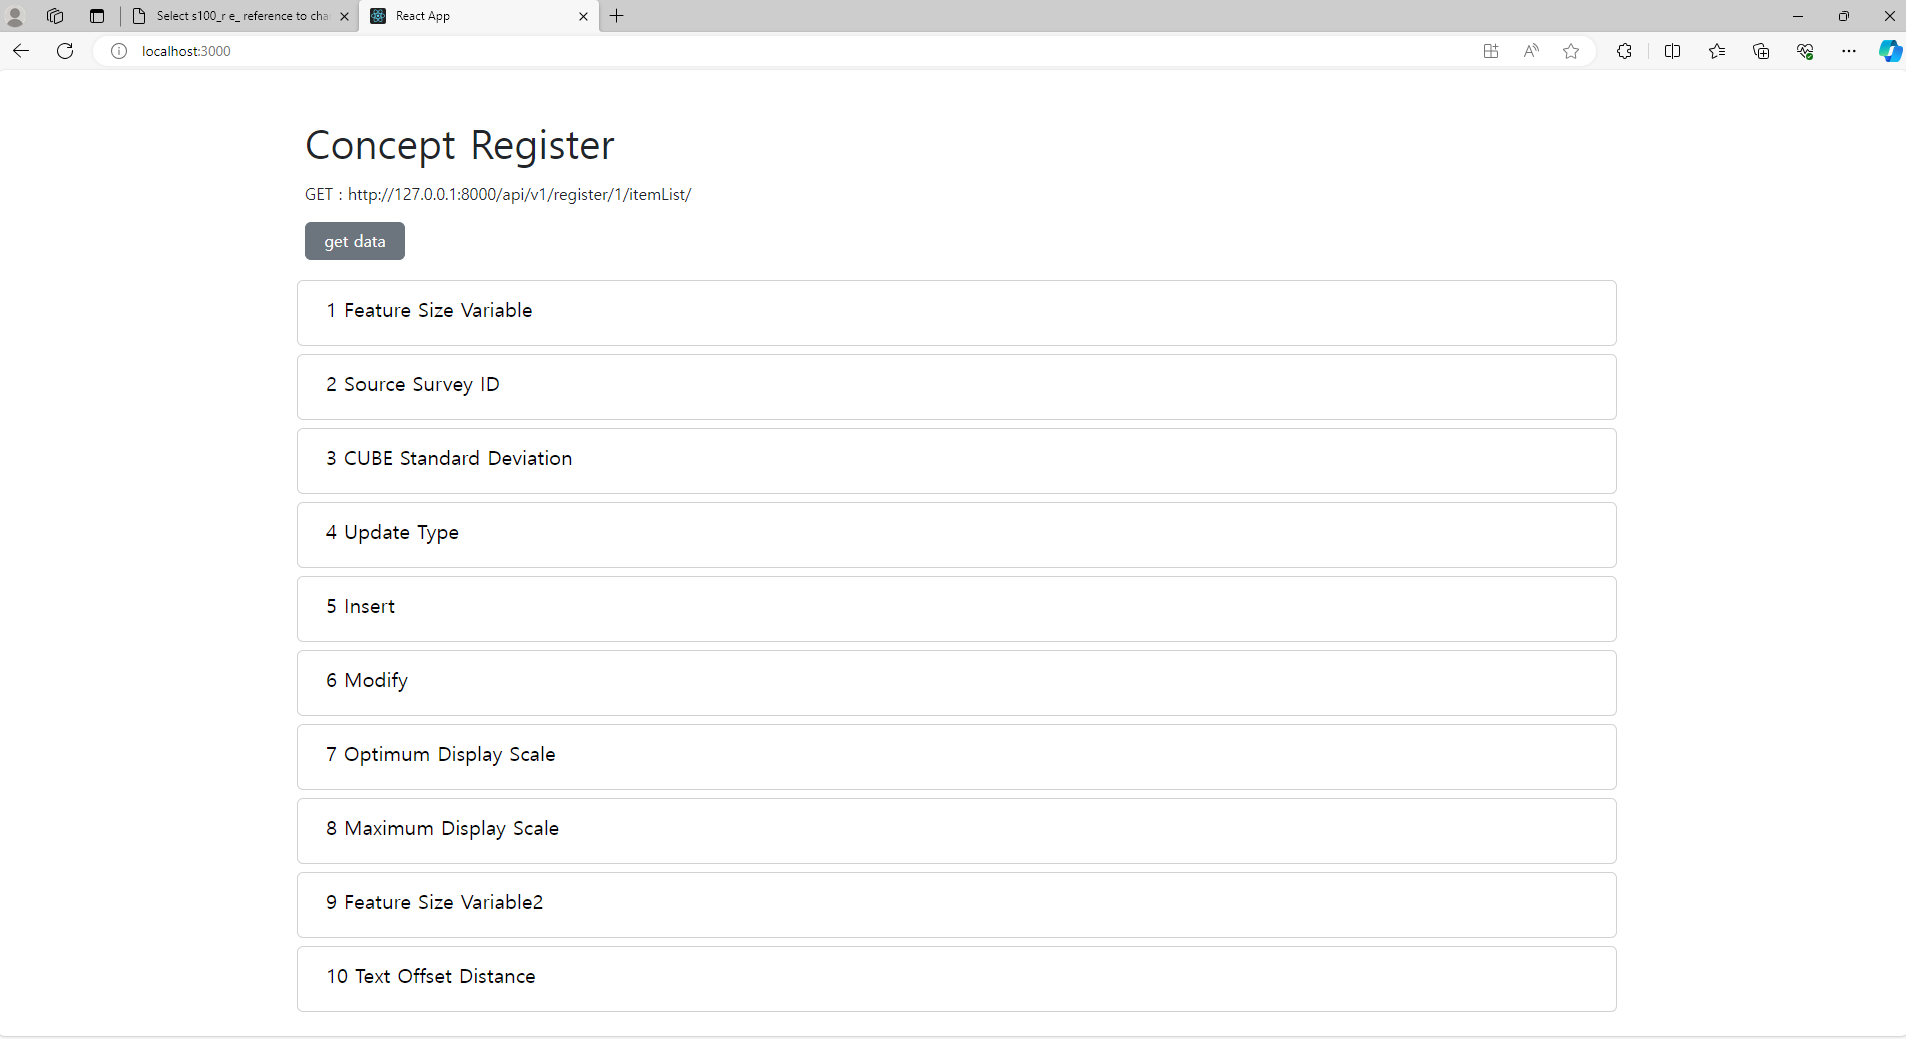 Select s100_r e_ reference to cha
React App
localhost:3000
Concept Register
GET : http://127.0.0.1:8000/api/v1/register/1/itemList/
get data
1 Feature Size Variable
2 Source Survey ID
3 CUBE Standard Deviation
4 Update Type
5 Insert
6 Modify
7 Optimum Display Scale
8 Maximum Display Scale
9 Feature Size Variable2
10 Text Offset Distance